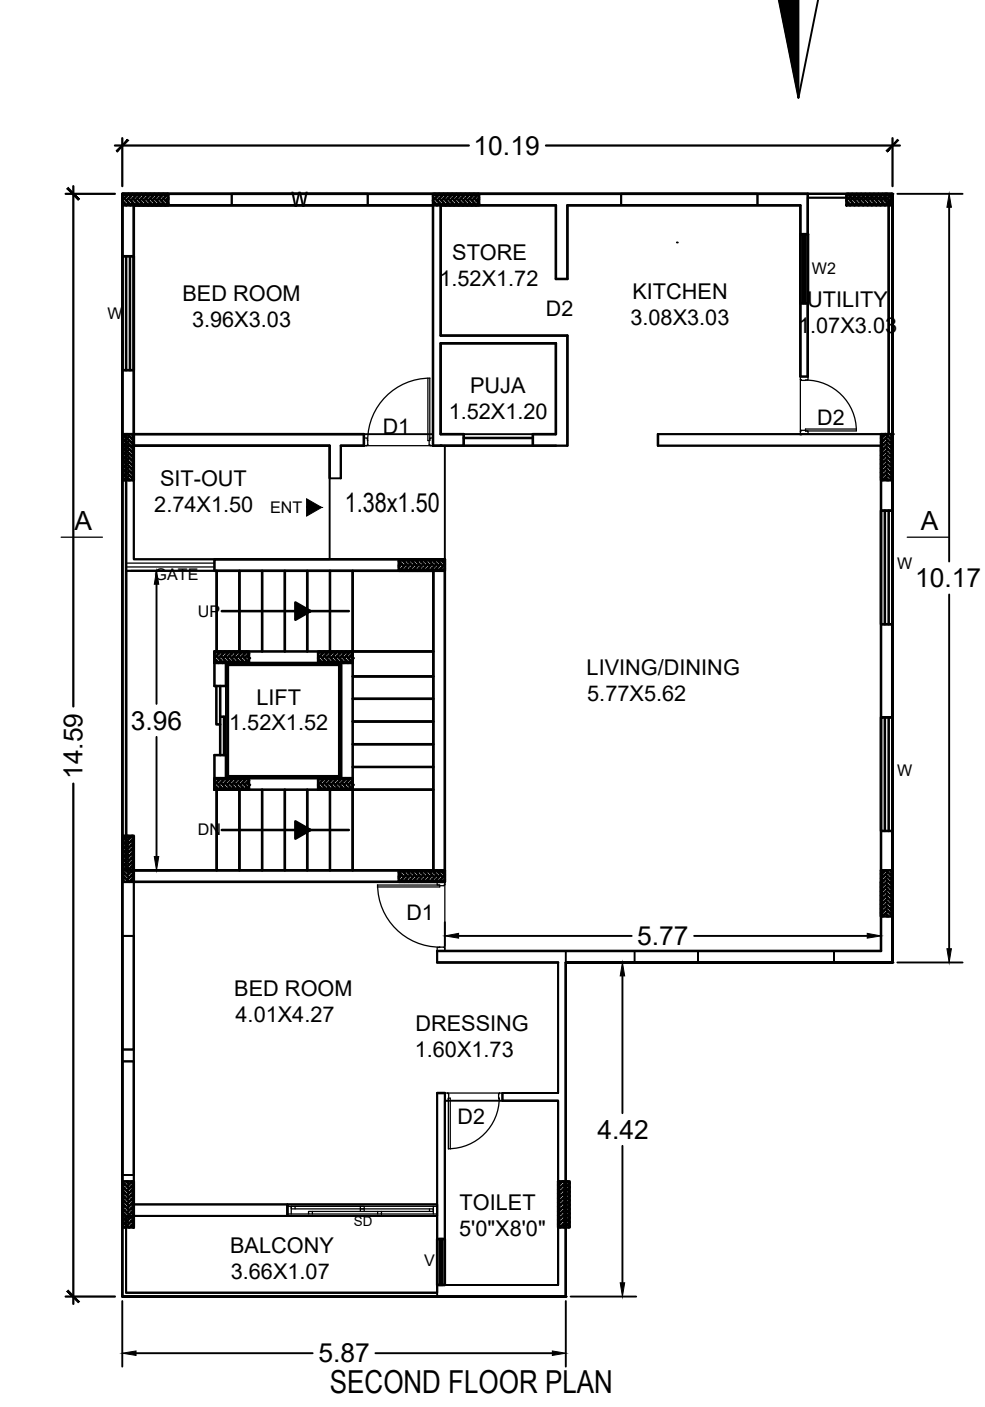 10.19
W
STORE
1.52X1.72
W2
BED ROOM
3.96X3.03
KITCHEN
3.08X3.03
UTILITY
1.07X3.03
W
D2
PUJA
1.52X1.20
D1
D2
SIT-OUT
2.74X1.50
ENT
1.38x1.50
A
A
W
10.17
GATE
UP
LIVING/DINING
5.77X5.62
LIFT
1.52X1.52
3.96
14.59
W
DN
D1
5.77
BED ROOM
4.01X4.27
DRESSING
1.60X1.73
D2
4.42
TOILET
5'0"X8'0"
SD
BALCONY
3.66X1.07
V
5.87
SECOND FLOOR PLAN